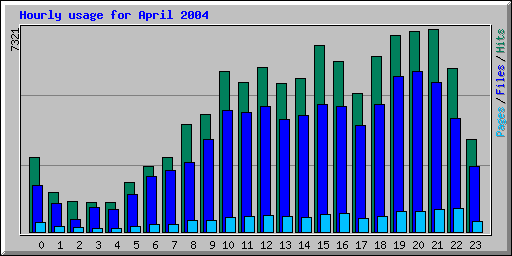 Hourly usage for April 2004
7321
Pages / Files / Hits
0 1 2 3 4 5 6 7 8 9 10 11 12 13 14 15 16 17 18 19 20 21 22 23